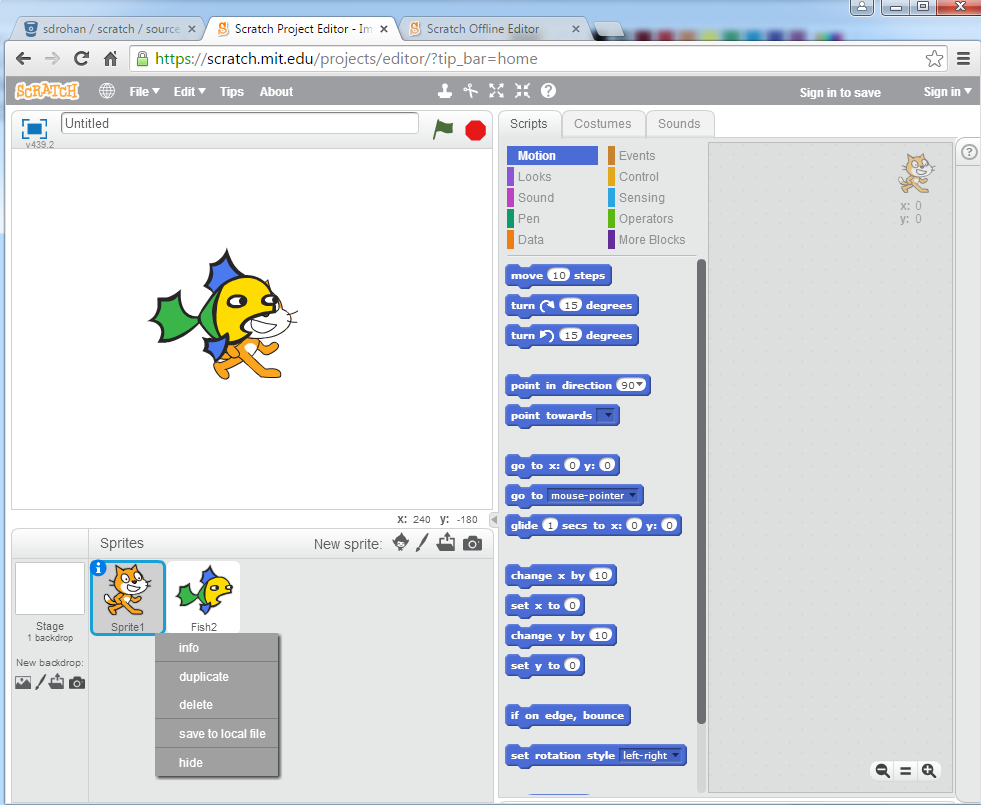 sdrohan / scratch / source
Scratch Project Editor - Im
Scratch Offline Editor
https://scratch.mit.edu/projects/editor/?tip_bar=home
SCRATCH File Edit Tips About Sign in to save Sign in
Untitled
v439.2
Scripts Costumes Sounds
Motion Events
Looks Control
Sound Sensing
Pen Operators
Data More Blocks
x: 0
y: 0
move 10 steps
turn 15 degrees
turn 15 degrees
point in direction 90
point towards
go to x: 0 y: 0
go to mouse-pointer
glide 1 secs to x: 0 y: 0
change x by 10
set x to 0
change y by 10
set y to 0
if on edge, bounce
set rotation style left-right
x: 240 y: -180
Sprites New sprite:
Sprite1 Fish2
Stage
1 backdrop
New backdrop:
info
duplicate
delete
save to local file
hide